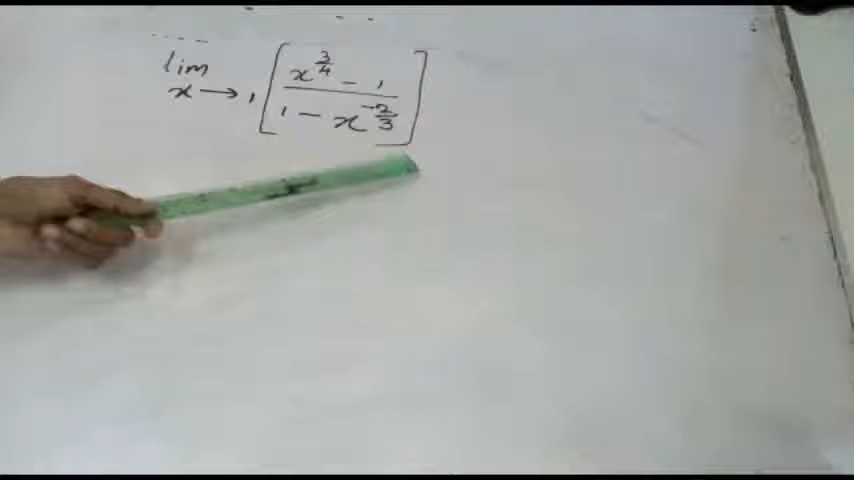 lim x→1 [ (x^{3/4} - 1) / (1 - x^{-2/3}) ]